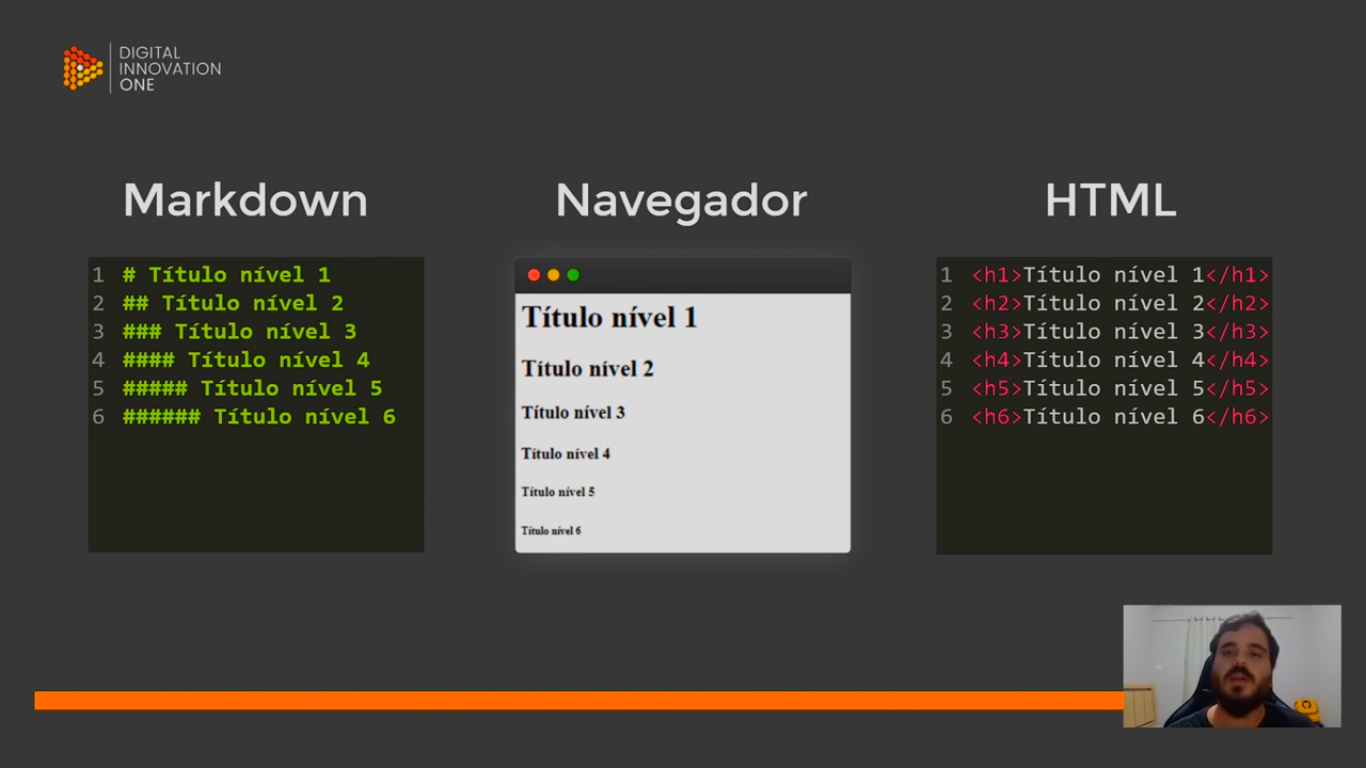 DIGITAL
INNOVATION
ONE
Markdown
1 # Título nível 1
2 ## Título nível 2
3 ### Título nível 3
4 #### Título nível 4
5 ##### Título nível 5
6 ###### Título nível 6
Navegador
Título nível 1
Título nível 2
Título nível 3
Título nível 4
Título nível 5
Título nível 6
HTML
1 <h1>Título nível 1</h1>
2 <h2>Título nível 2</h2>
3 <h3>Título nível 3</h3>
4 <h4>Título nível 4</h4>
5 <h5>Título nível 5</h5>
6 <h6>Título nível 6</h6>